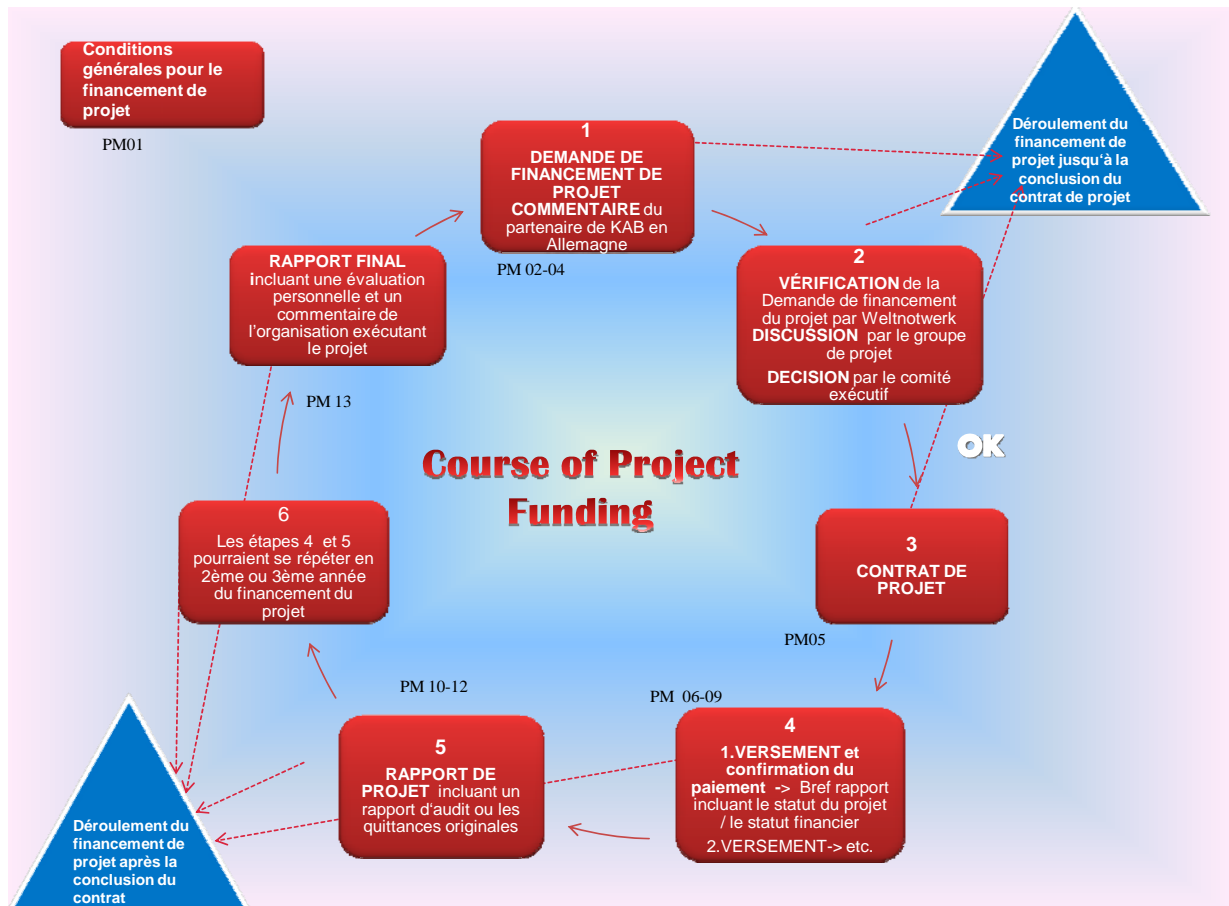 Conditions
générales pour le
financement de
projet
PM01
1
DEMANDE DE
FINANCEMENT DE
PROJET
COMMENTAIRE du
partenaire de KAB en
Allemagne
PM 02-04
Déroulement du
financement de
projet jusqu'à la
conclusion du
contrat de projet
2
VÉRIFICATION de la
Demande de financement
du projet par Weltnotwerk
DISCUSSION par le groupe
de projet
DECISION par le comité
exécutif
OK
3
CONTRAT DE
PROJET
PM05
PM 06-09
4
1.VERSEMENT et
confirmation du
paiement -> Bref rapport
incluant le statut du projet
/ le statut financier
2.VERSEMENT-> etc.
PM 10-12
5
RAPPORT DE
PROJET incluant un
rapport d'audit ou les
quittances originales
6
Les étapes 4 et 5
pourraient se répéter en
2ème ou 3ème année
du financement du
projet
PM 13
RAPPORT FINAL
incluant une évaluation
personnelle et un
commentaire de
l'organisation exécutant
le projet
Course of Project
Funding
Déroulement du
financement de
projet après la
conclusion du
contrat